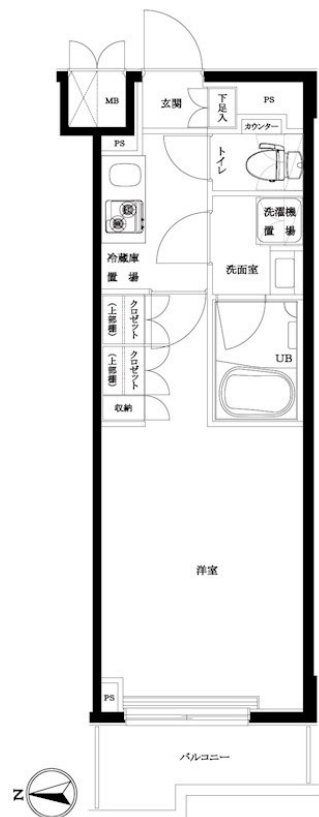 MB
玄関
下足入
PS
カウンター
PS
トイレ
洗濯機
置場
洗面室
冷蔵庫
置場
クロゼット
(上部棚)
クロゼット
(上部棚)
収納
UB
洋室
PS
バルコニー
N